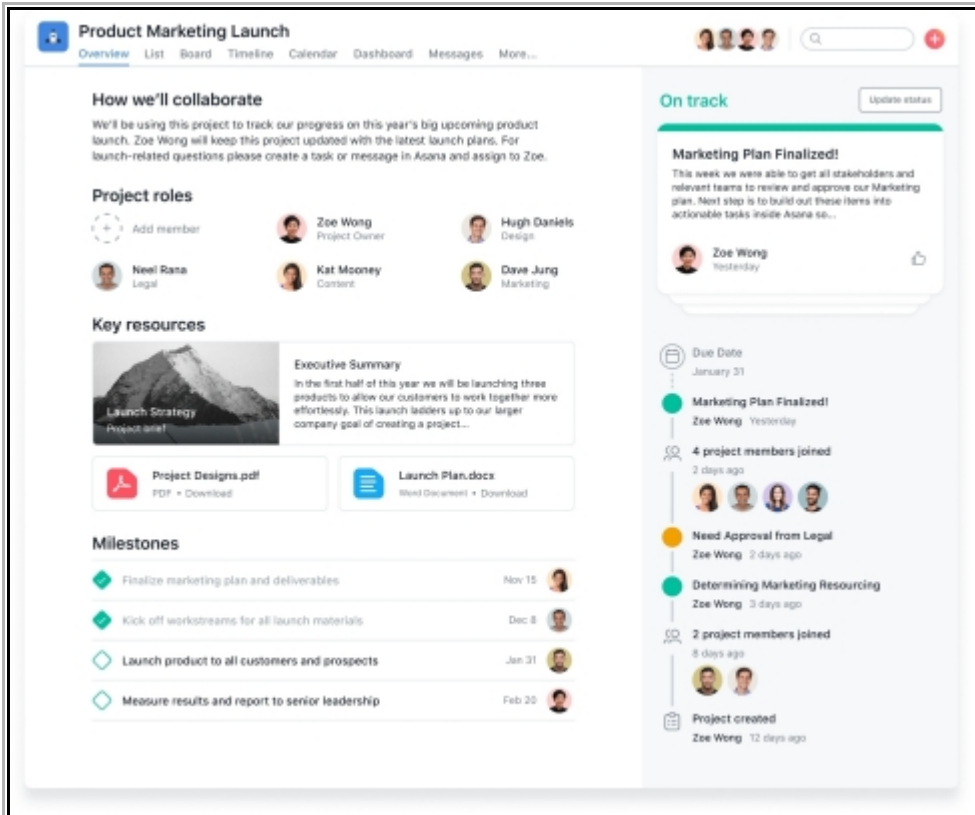 Product Marketing Launch
Overview List Board Timeline Calendar Dashboard Messages More...
How we'll collaborate
We'll be using this project to track our progress on this year's big upcoming product
launch. Zoe Wong will keep this project updated with the latest launch plans. For
launch-related questions please create a task or message in Asana and assign to Zoe.
Project roles
Add member
Zoe Wong
Project Owner
Hugh Daniels
Design
Neel Rana
Legal
Kat Mooney
Content
Dave Jung
Marketing
Key resources
Launch Strategy
Project brief
Executive Summary
In the first half of this year we will be launching three
products to allow our customers to work together more
effortlessly. This launch ladders up to our larger
company goal of creating a project...
Project Designs.pdf
PDF • Download
Launch Plan.docx
Word Document • Download
Milestones
Finalize marketing plan and deliverables Nov 15
Kick off workstreams for all launch materials Dec 8
Launch product to all customers and prospects Jan 31
Measure results and report to senior leadership Feb 20
On track
Update status
Marketing Plan Finalized!
This week we were able to get all stakeholders and
relevant teams to review and approve our Marketing
plan. Next step is to build out these items into
actionable tasks inside Asana so...
Zoe Wong
Yesterday
Due Date
January 31
Marketing Plan Finalized!
Zoe Wong Yesterday
4 project members joined
2 days ago
Need Approval from Legal
Zoe Wong 2 days ago
Determining Marketing Resourcing
Zoe Wong 3 days ago
2 project members joined
8 days ago
Project created
Zoe Wong 12 days ago